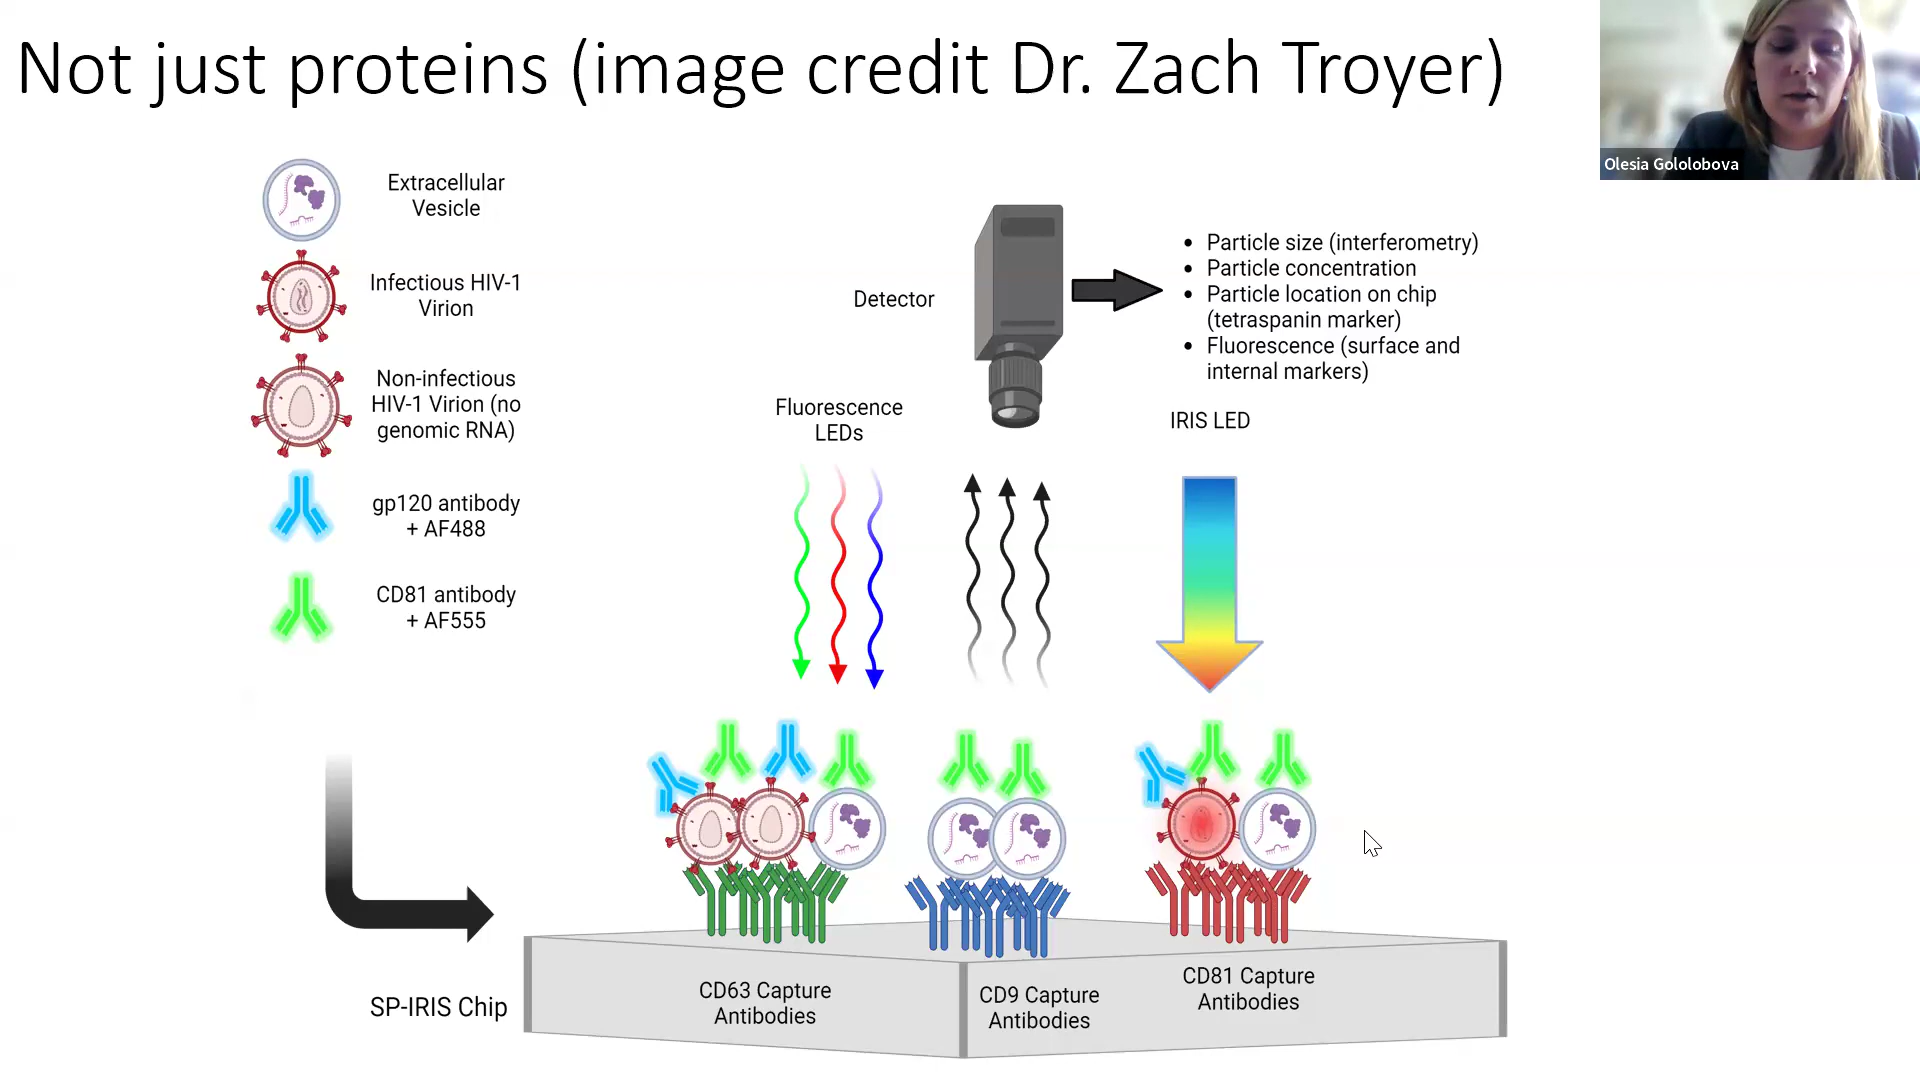 Not just proteins (image credit Dr. Zach Troyer)
Olesia Gololobova
Extracellular
Vesicle
Infectious HIV-1
Virion
Non-infectious
HIV-1 Virion (no
genomic RNA)
gp120 antibody
+ AF488
CD81 antibody
+ AF555
Detector
• Particle size (interferometry)
• Particle concentration
• Particle location on chip
(tetraspanin marker)
• Fluorescence (surface and
internal markers)
Fluorescence
LEDs
IRIS LED
SP-IRIS Chip
CD63 Capture
Antibodies
CD9 Capture
Antibodies
CD81 Capture
Antibodies